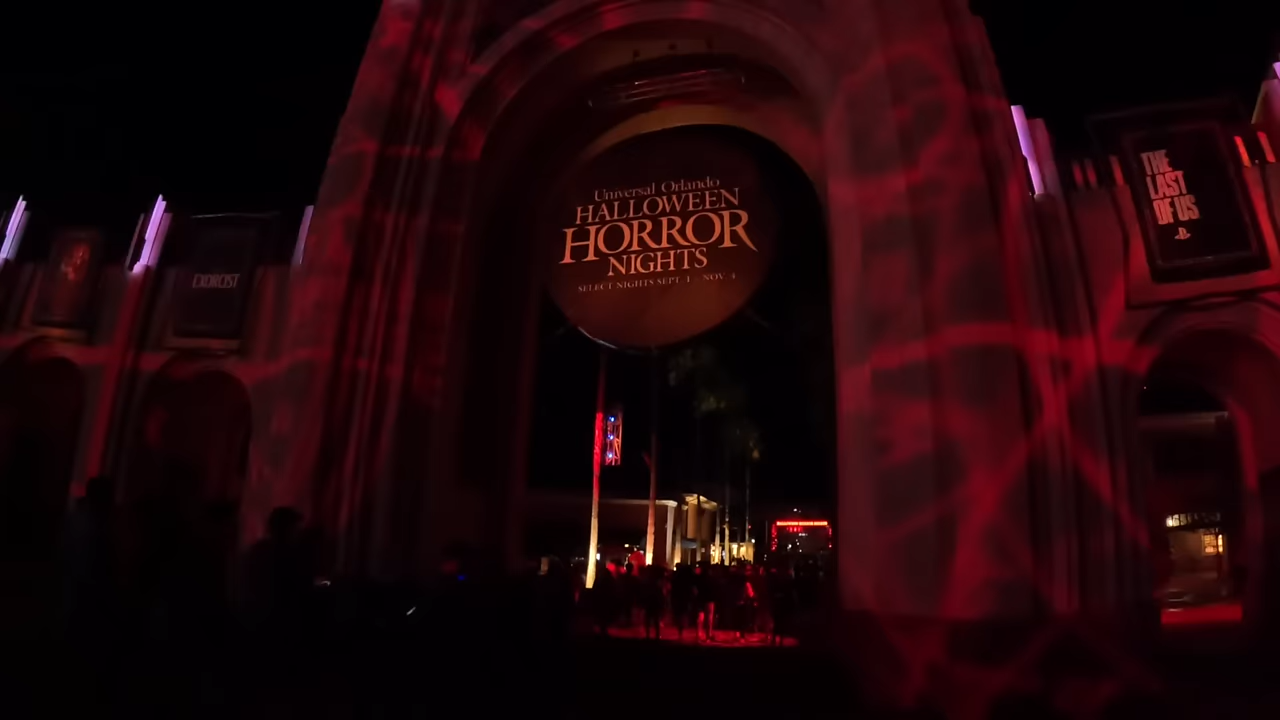 Universal Orlando
HALLOWEEN
HORROR
NIGHTS
SELECT NIGHTS SEPT. 1 - NOV. 4
EXORCIST
THE
LAST
OF US